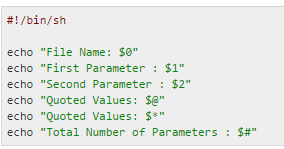 #!/bin/sh
echo "File Name: $0"
echo "First Parameter : $1"
echo "Second Parameter : $2"
echo "Quoted Values: $@"
echo "Quoted Values: $*"
echo "Total Number of Parameters : $#"